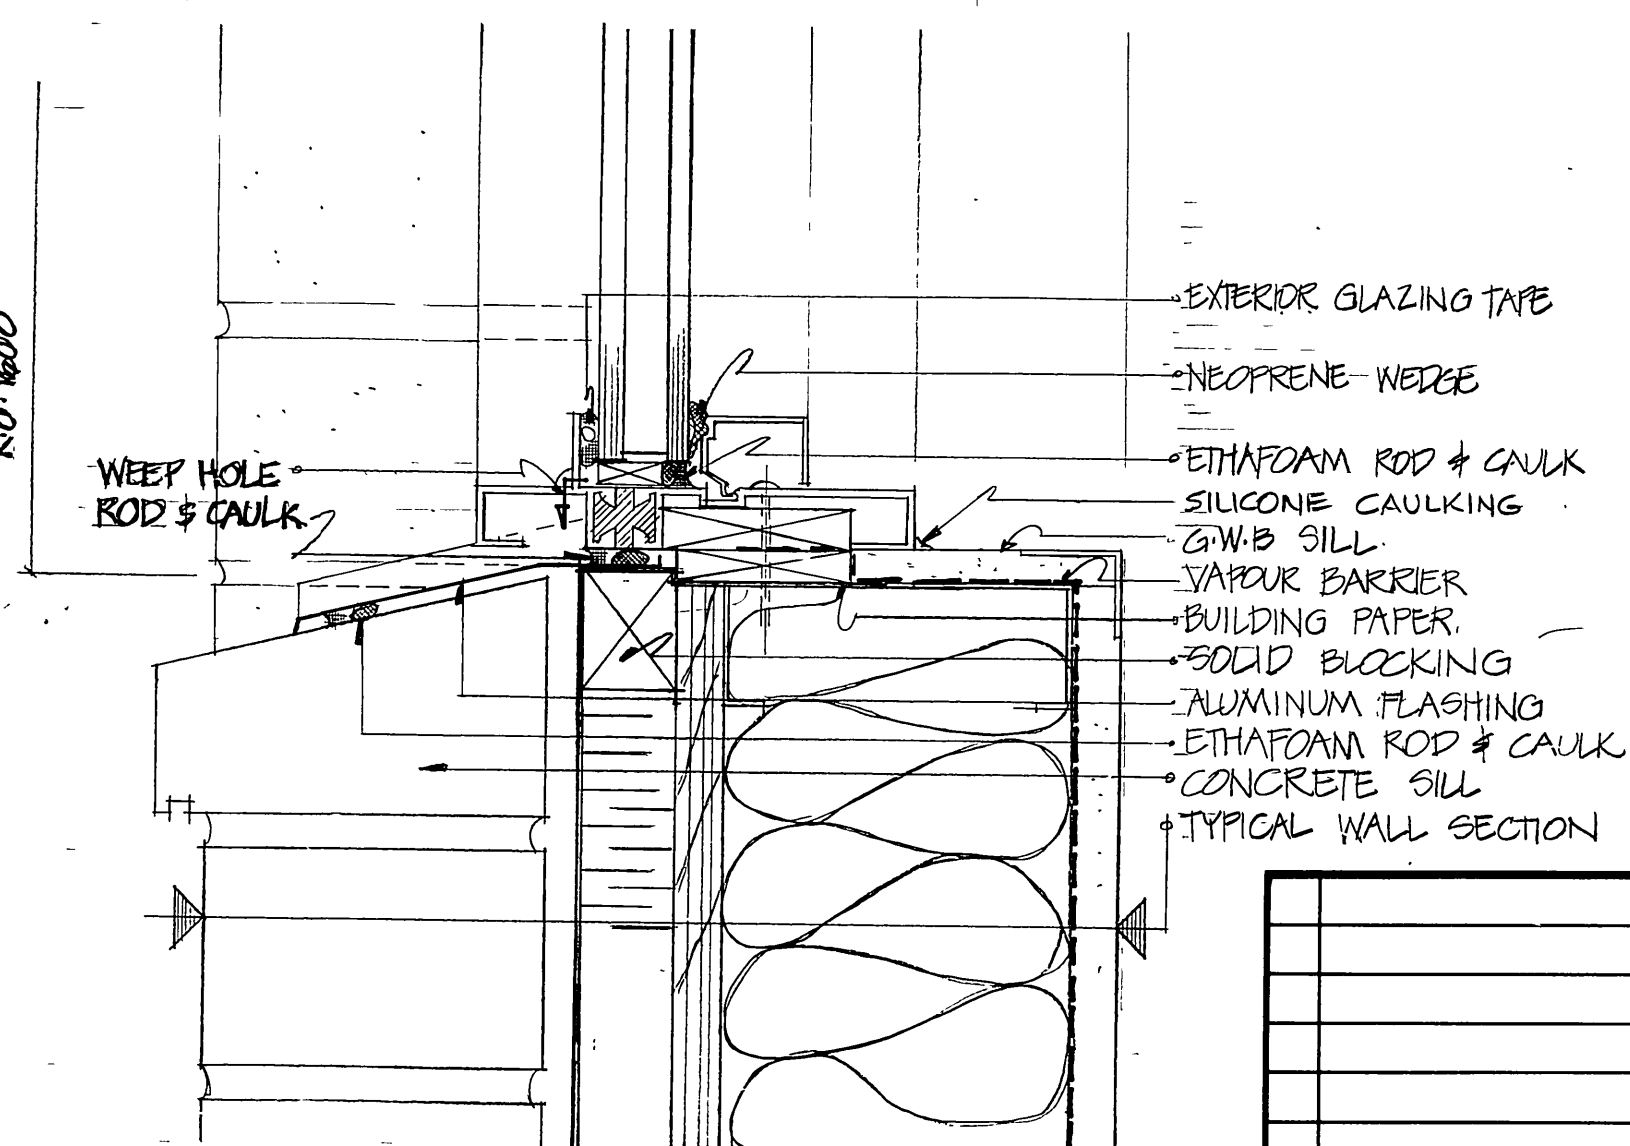 EXTERIOR GLAZING TAPE
NEOPRENE WEDGE
ETHAFOAM ROD & CAULK
SILICONE CAULKING
G.W.B SILL.
VAPOUR BARRIER
BUILDING PAPER.
SOLID BLOCKING
ALUMINUM FLASHING
ETHAFOAM ROD & CAULK
CONCRETE SILL
TYPICAL WALL SECTION
WEEP HOLE
ROD & CAULK
R.O. 1600